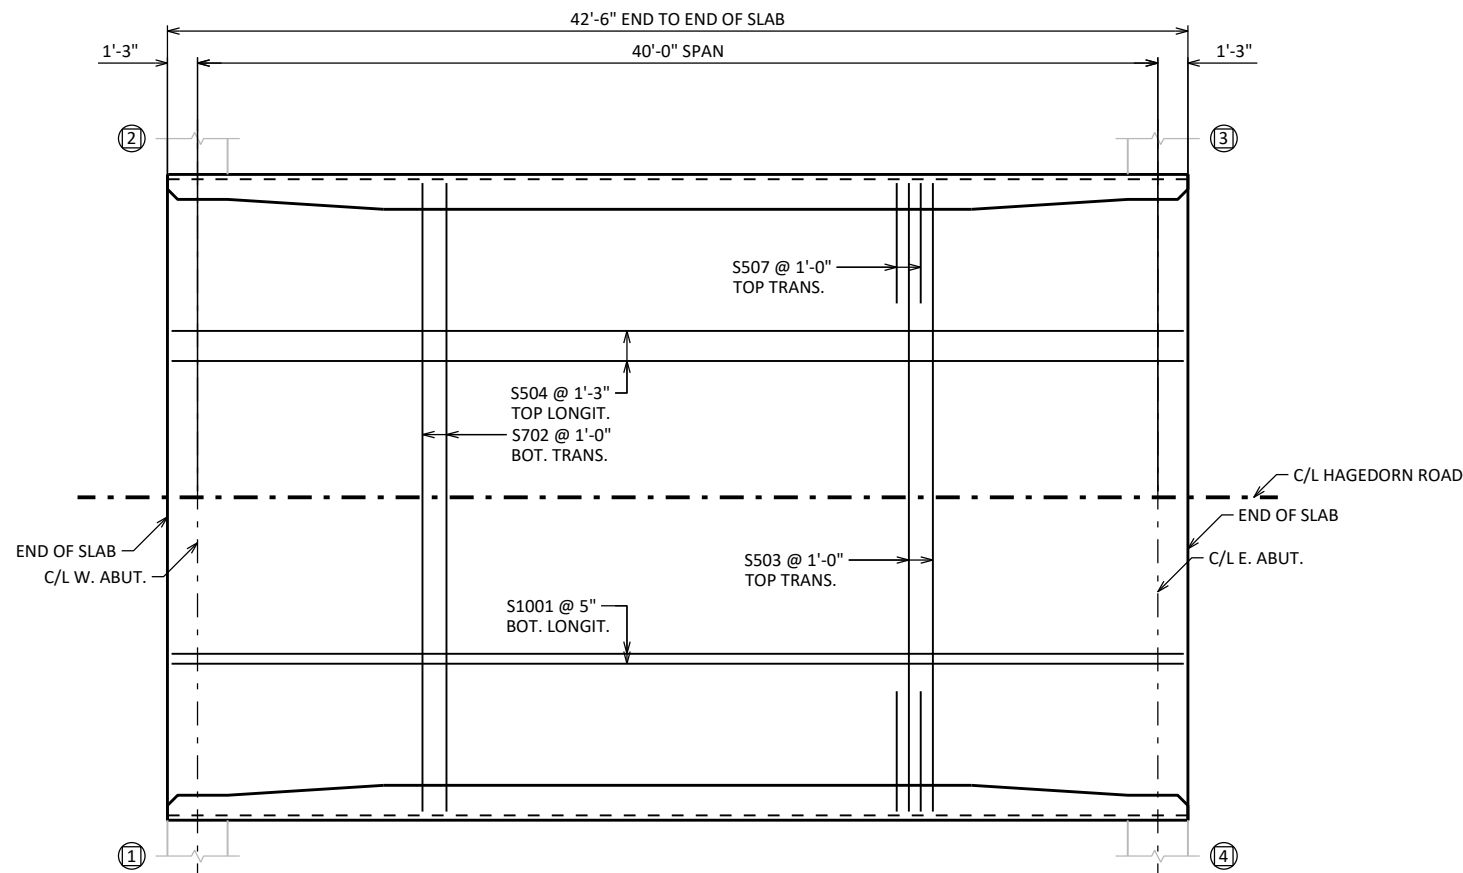 42'-6" END TO END OF SLAB
1'-3"
40'-0" SPAN
1'-3"
2
3
S507 @ 1'-0"
TOP TRANS.
S504 @ 1'-3"
TOP LONGIT.
S702 @ 1'-0"
BOT. TRANS.
C/L HAGEDORN ROAD
END OF SLAB
END OF SLAB
C/L W. ABUT.
S503 @ 1'-0"
TOP TRANS.
C/L E. ABUT.
S1001 @ 5"
BOT. LONGIT.
1
4